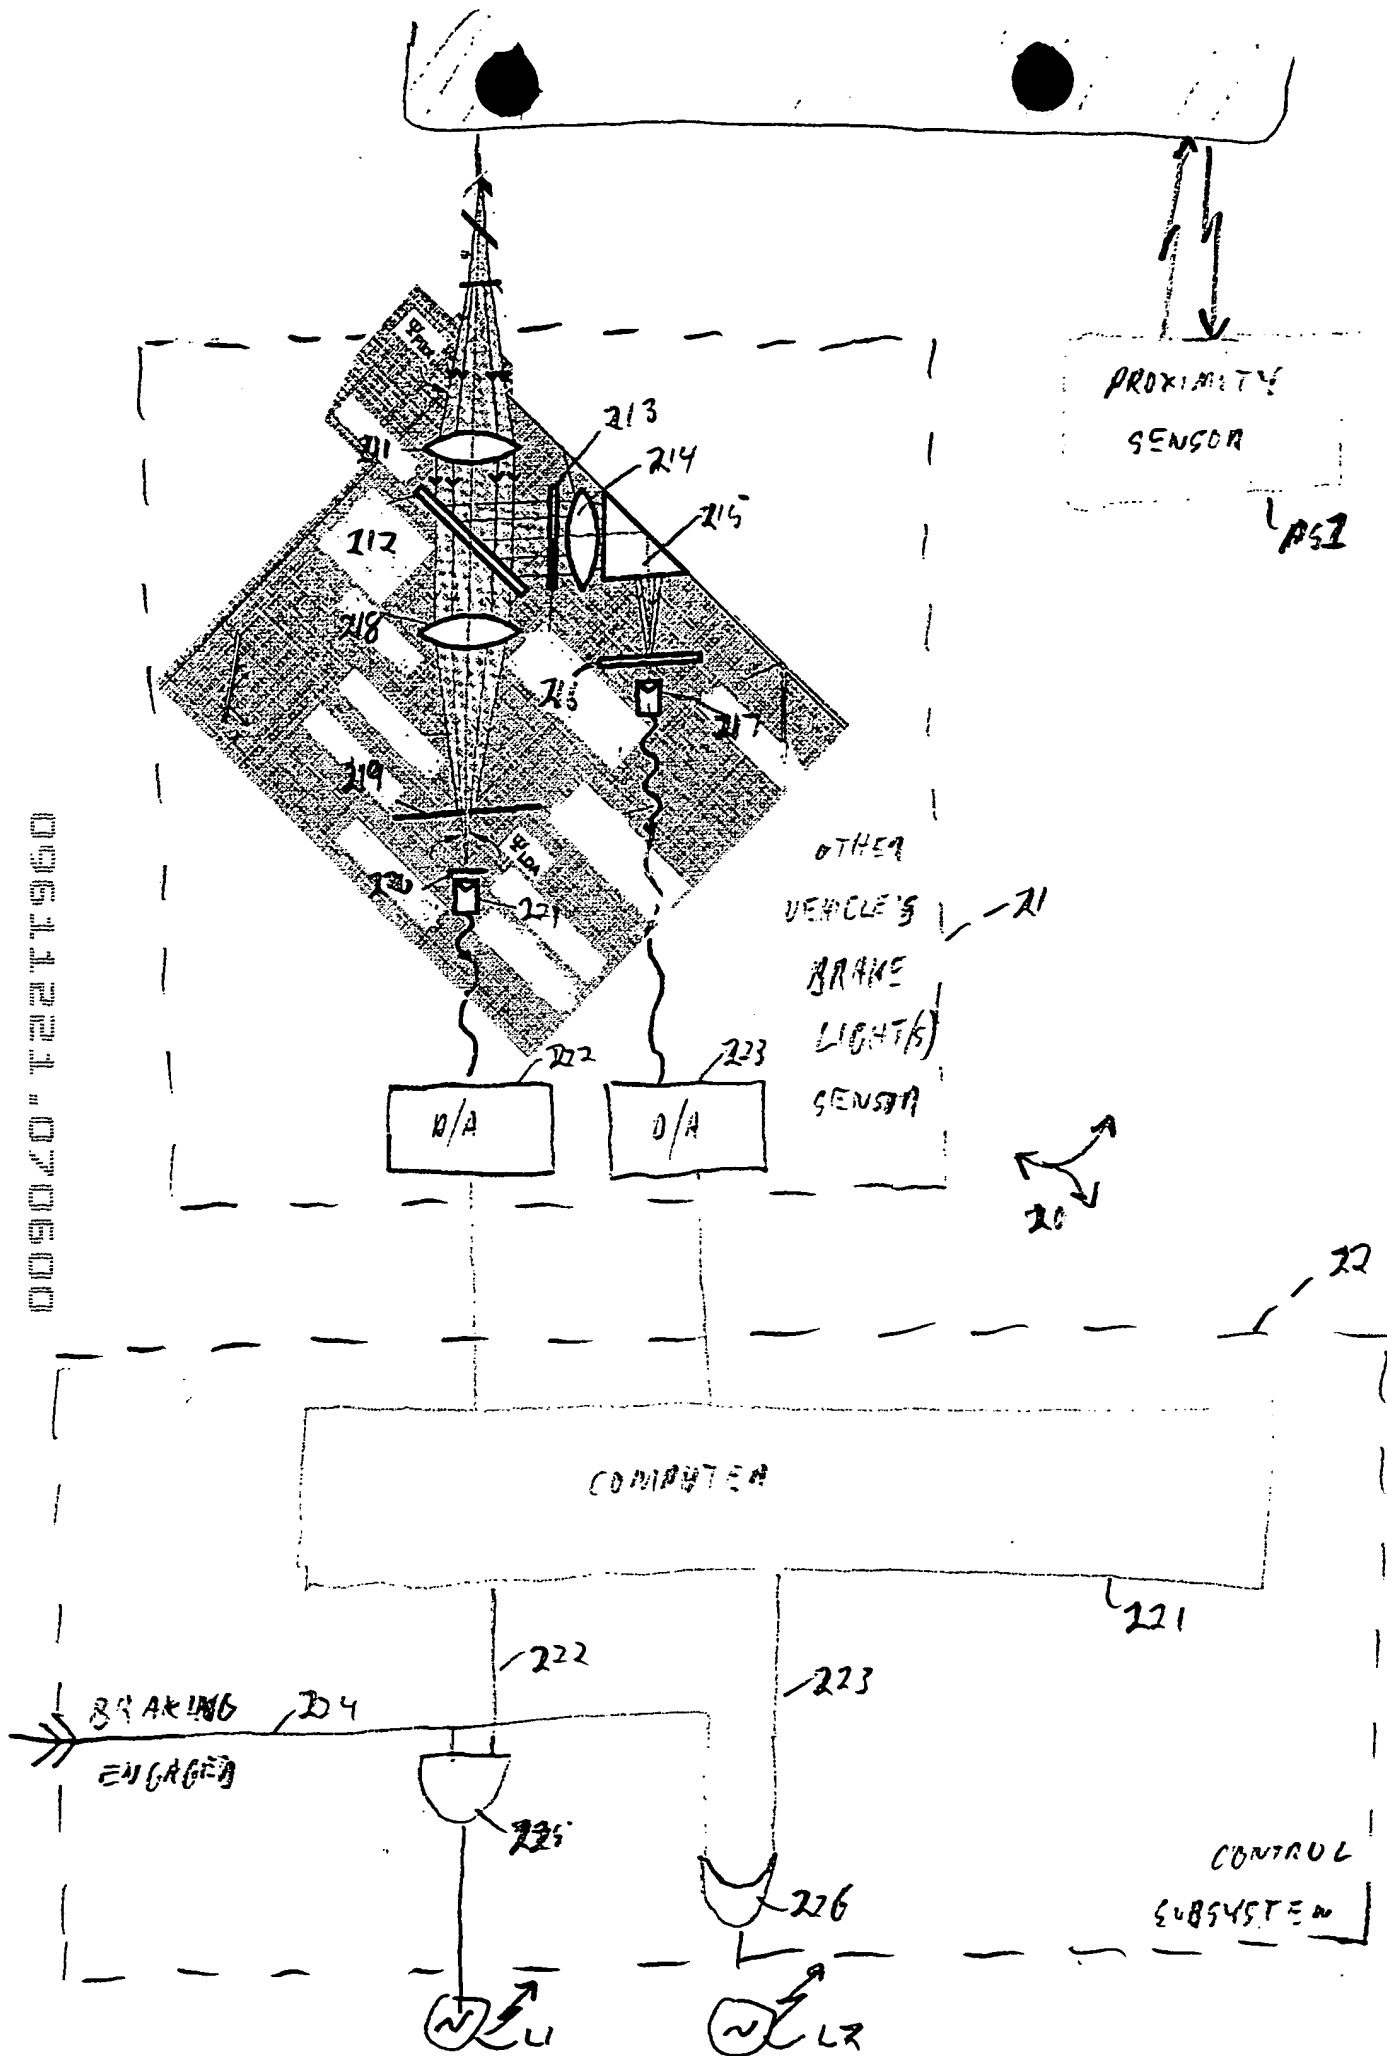 Ψ Pilot
PROXIMITY
SENSOR
PS1
213
211
214
215
212
218
216
217
219
Ψ LDA
220
221
OTHER
VEHICLE'S
BRAKE
LIGHT(S)
SENSOR
21
222
223
D/A
D/A
20
09611221.070600
22
COMPUTER
221
222
223
BRAKING
224
ENGAGED
225
226
CONTROL
SUBSYSTEM
L1
L2